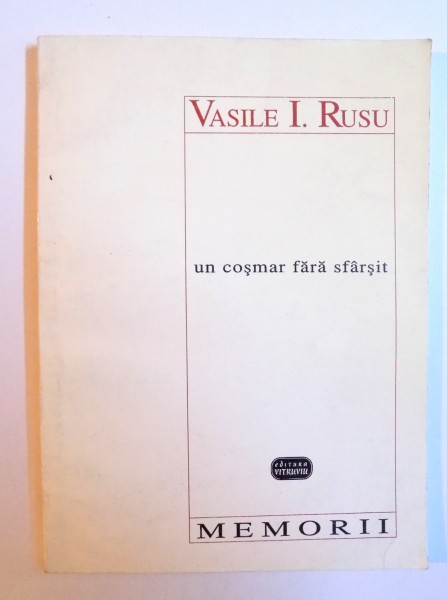 VASILE I. RUSU
un coşmar fără sfârşit
editura
VITRUVIU
MEMORII